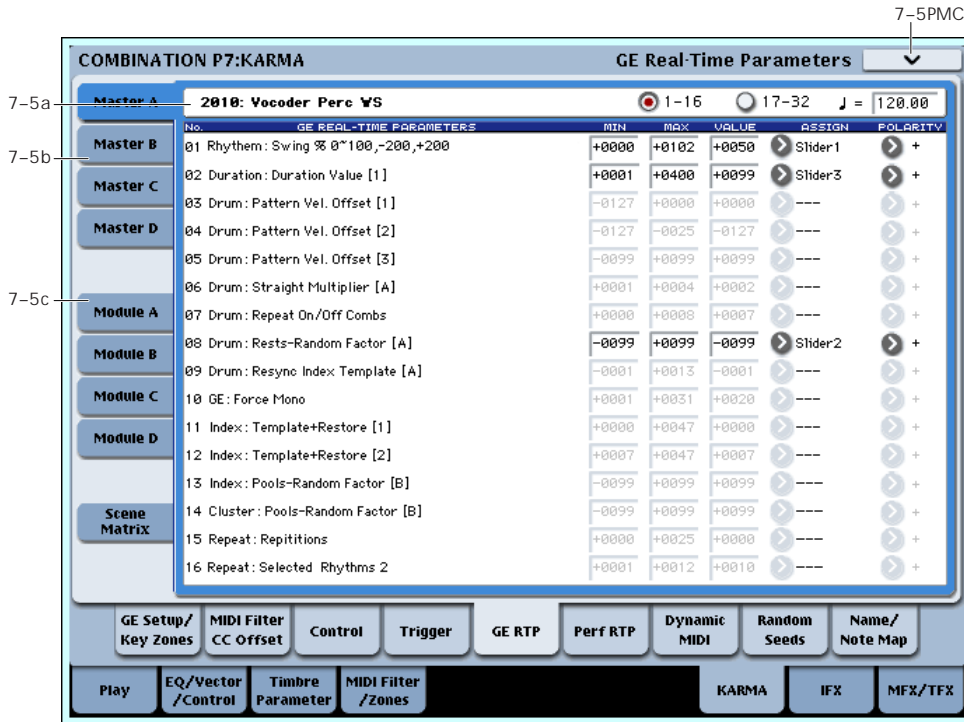 7-5PMC
COMBINATION P7:KARMA GE Real-Time Parameters
7-5a
Master A
2010: Vocoder Perc WS 1-16 17-32 ♩ = 120.00
No. GE REAL-TIME PARAMETERS MIN MAX VALUE ASSIGN POLARITY
7-5b
Master B
01 Rhythem: Swing % 0~100,-200,+200 +0000 +0102 +0050 Slider1 +
02 Duration: Duration Value [1] +0001 +0400 +0099 Slider3 +
Master C
03 Drum: Pattern Vel. Offset [1] -0127 +0000 +0000 --- +
Master D
04 Drum: Pattern Vel. Offset [2] -0127 -0025 -0127 --- +
05 Drum: Pattern Vel. Offset [3] -0099 +0099 +0099 --- +
7-5c
06 Drum: Straight Multiplier [A] +0001 +0004 +0002 --- +
Module A
07 Drum: Repeat On/Off Combs +0000 +0008 +0007 --- +
Module B
08 Drum: Rests-Random Factor [A] -0099 +0099 -0099 Slider2 +
09 Drum: Resync Index Template [A] -0001 +0013 -0001 --- +
Module C
10 GE: Force Mono +0001 +0031 +0020 --- +
Module D
11 Index: Template+Restore [1] +0000 +0047 +0000 --- +
12 Index: Template+Restore [2] +0007 +0047 +0007 --- +
13 Index: Pools-Random Factor [B] -0099 +0099 +0099 --- +
Scene
Matrix
14 Cluster: Pools-Random Factor [B] -0099 +0099 +0099 --- +
15 Repeat: Repititions +0000 +0025 +0000 --- +
16 Repeat: Selected Rhythms 2 +0001 +0012 +0010 --- +
GE Setup/
Key Zones
MIDI Filter
CC Offset
Control
Trigger
GE RTP
Perf RTP
Dynamic
MIDI
Random
Seeds
Name/
Note Map
Play
EQ/Vector
/Control
Timbre
Parameter
MIDI Filter
/Zones
KARMA
IFX
MFX/TFX